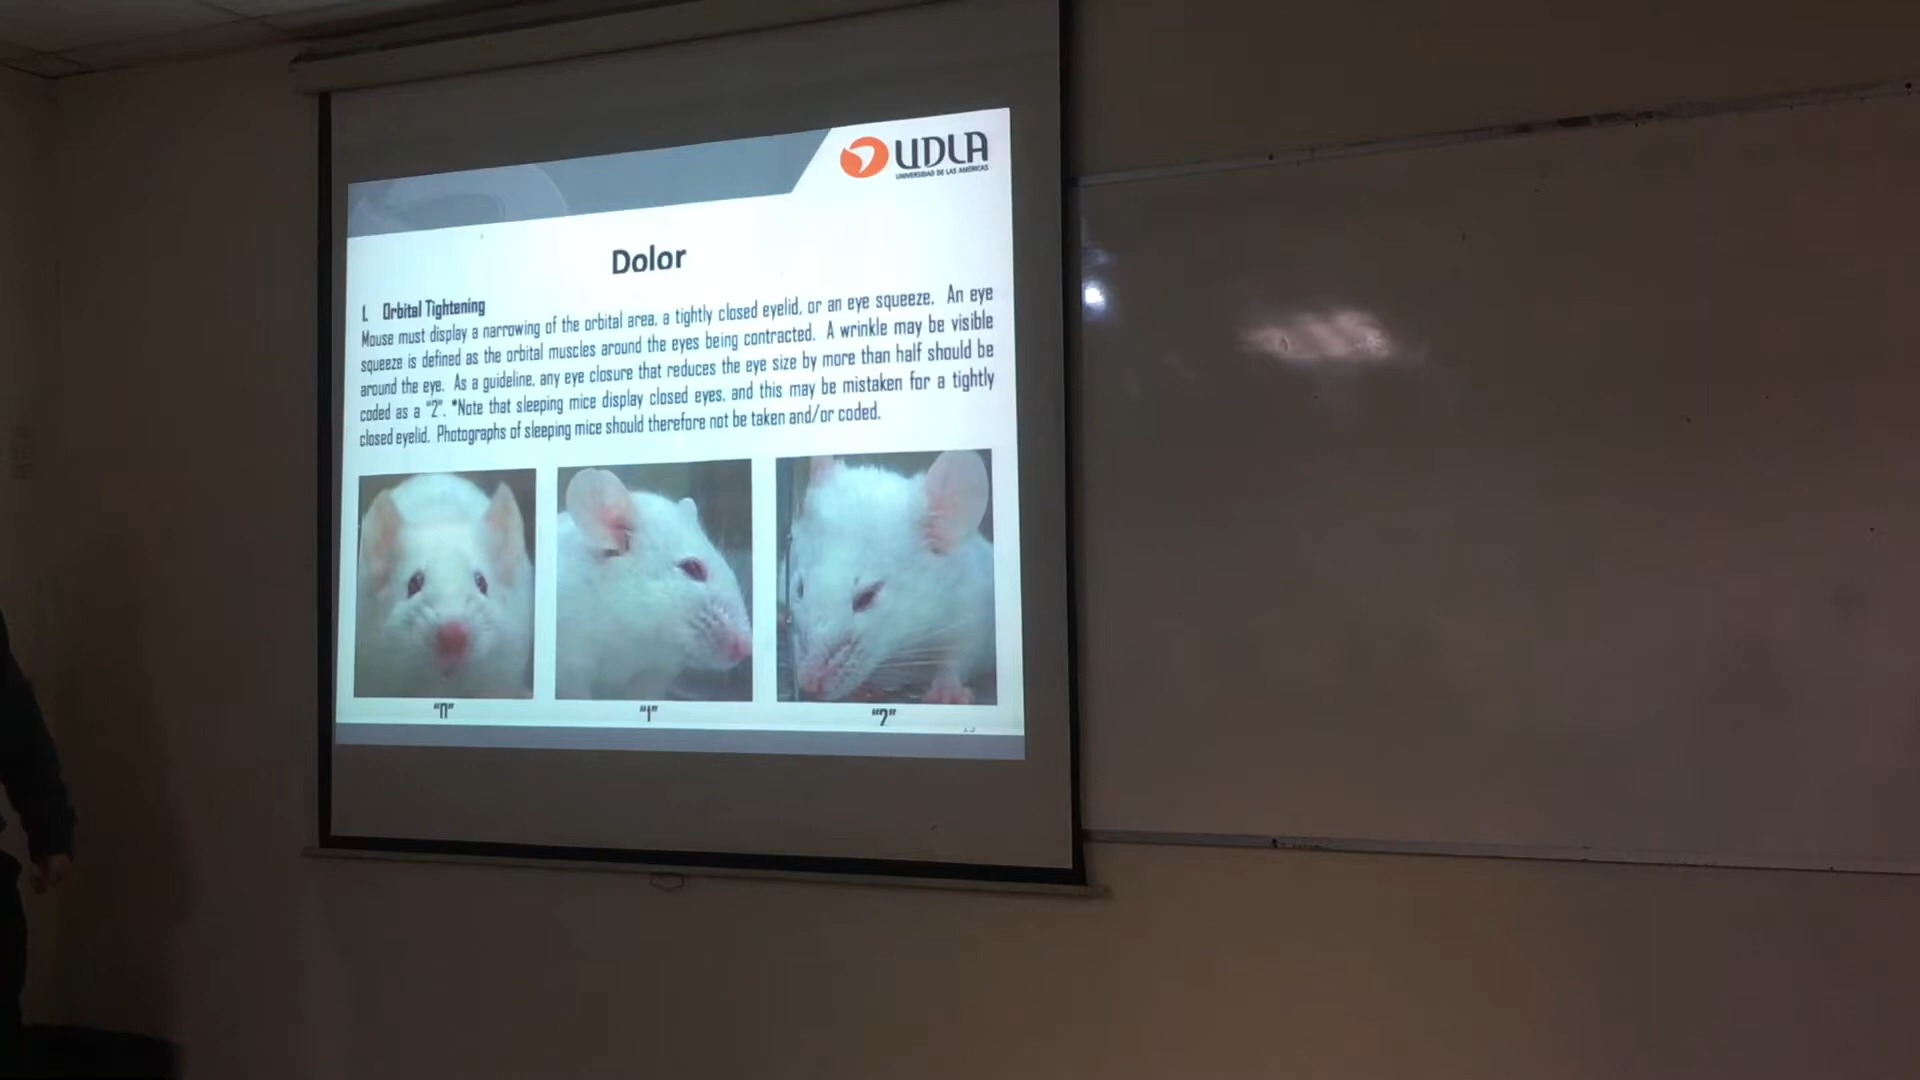 UDLA
UNIVERSIDAD DE LAS AMÉRICAS
Dolor
1. Orbital Tightening
Mouse must display a narrowing of the orbital area, a tightly closed eyelid, or an eye squeeze. An eye
squeeze is defined as the orbital muscles around the eyes being contracted. A wrinkle may be visible
around the eye. As a guideline, any eye closure that reduces the eye size by more than half should be
coded as a "2". *Note that sleeping mice display closed eyes, and this may be mistaken for a tightly
closed eyelid. Photographs of sleeping mice should therefore not be taken and/or coded.
"0" "1" "2"